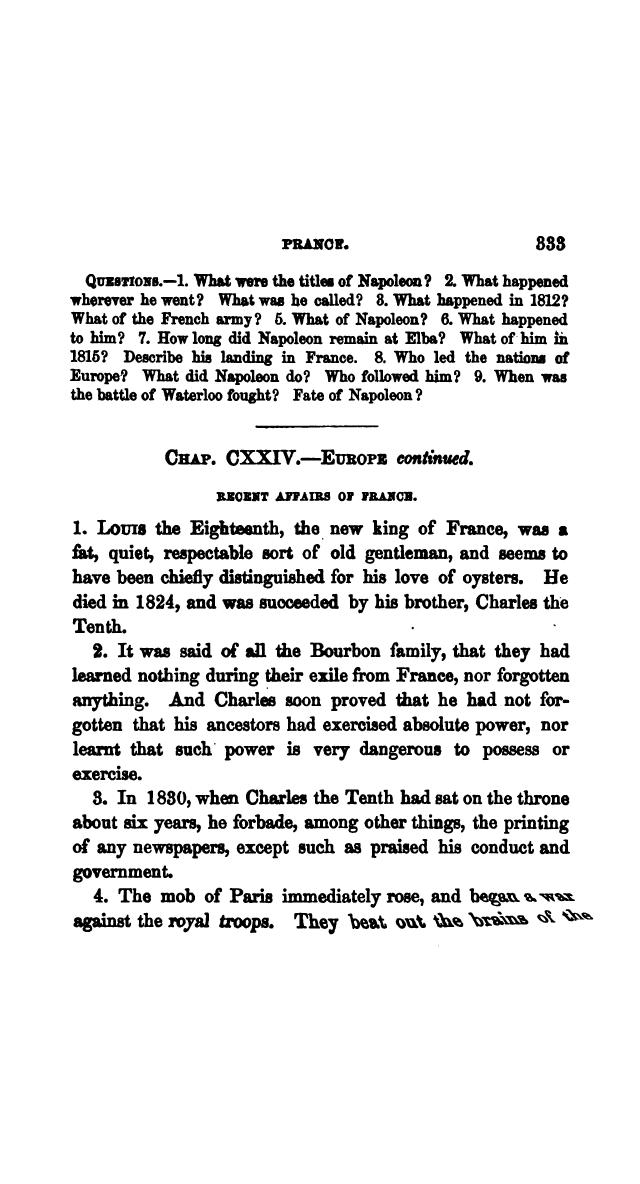 FRANCE. 333
QUESTIONS.—1. What were the titles of Napoleon? 2. What happened
wherever he went? What was he called? 3. What happened in 1812?
What of the French army? 5. What of Napoleon? 6. What happened
to him? 7. How long did Napoleon remain at Elba? What of him in
1815? Describe his landing in France. 8. Who led the nations of
Europe? What did Napoleon do? Who followed him? 9. When was
the battle of Waterloo fought? Fate of Napoleon?
CHAP. CXXIV.—EUROPE continued.
RECENT AFFAIRS OF FRANCE.
1. LOUIS the Eighteenth, the new king of France, was a
fat, quiet, respectable sort of old gentleman, and seems to
have been chiefly distinguished for his love of oysters. He
died in 1824, and was succeeded by his brother, Charles the
Tenth.
2. It was said of all the Bourbon family, that they had
learned nothing during their exile from France, nor forgotten
anything. And Charles soon proved that he had not for-
gotten that his ancestors had exercised absolute power, nor
learnt that such power is very dangerous to possess or
exercise.
3. In 1830, when Charles the Tenth had sat on the throne
about six years, he forbade, among other things, the printing
of any newspapers, except such as praised his conduct and
government.
4. The mob of Paris immediately rose, and began a war
against the royal troops. They beat out the brains of the